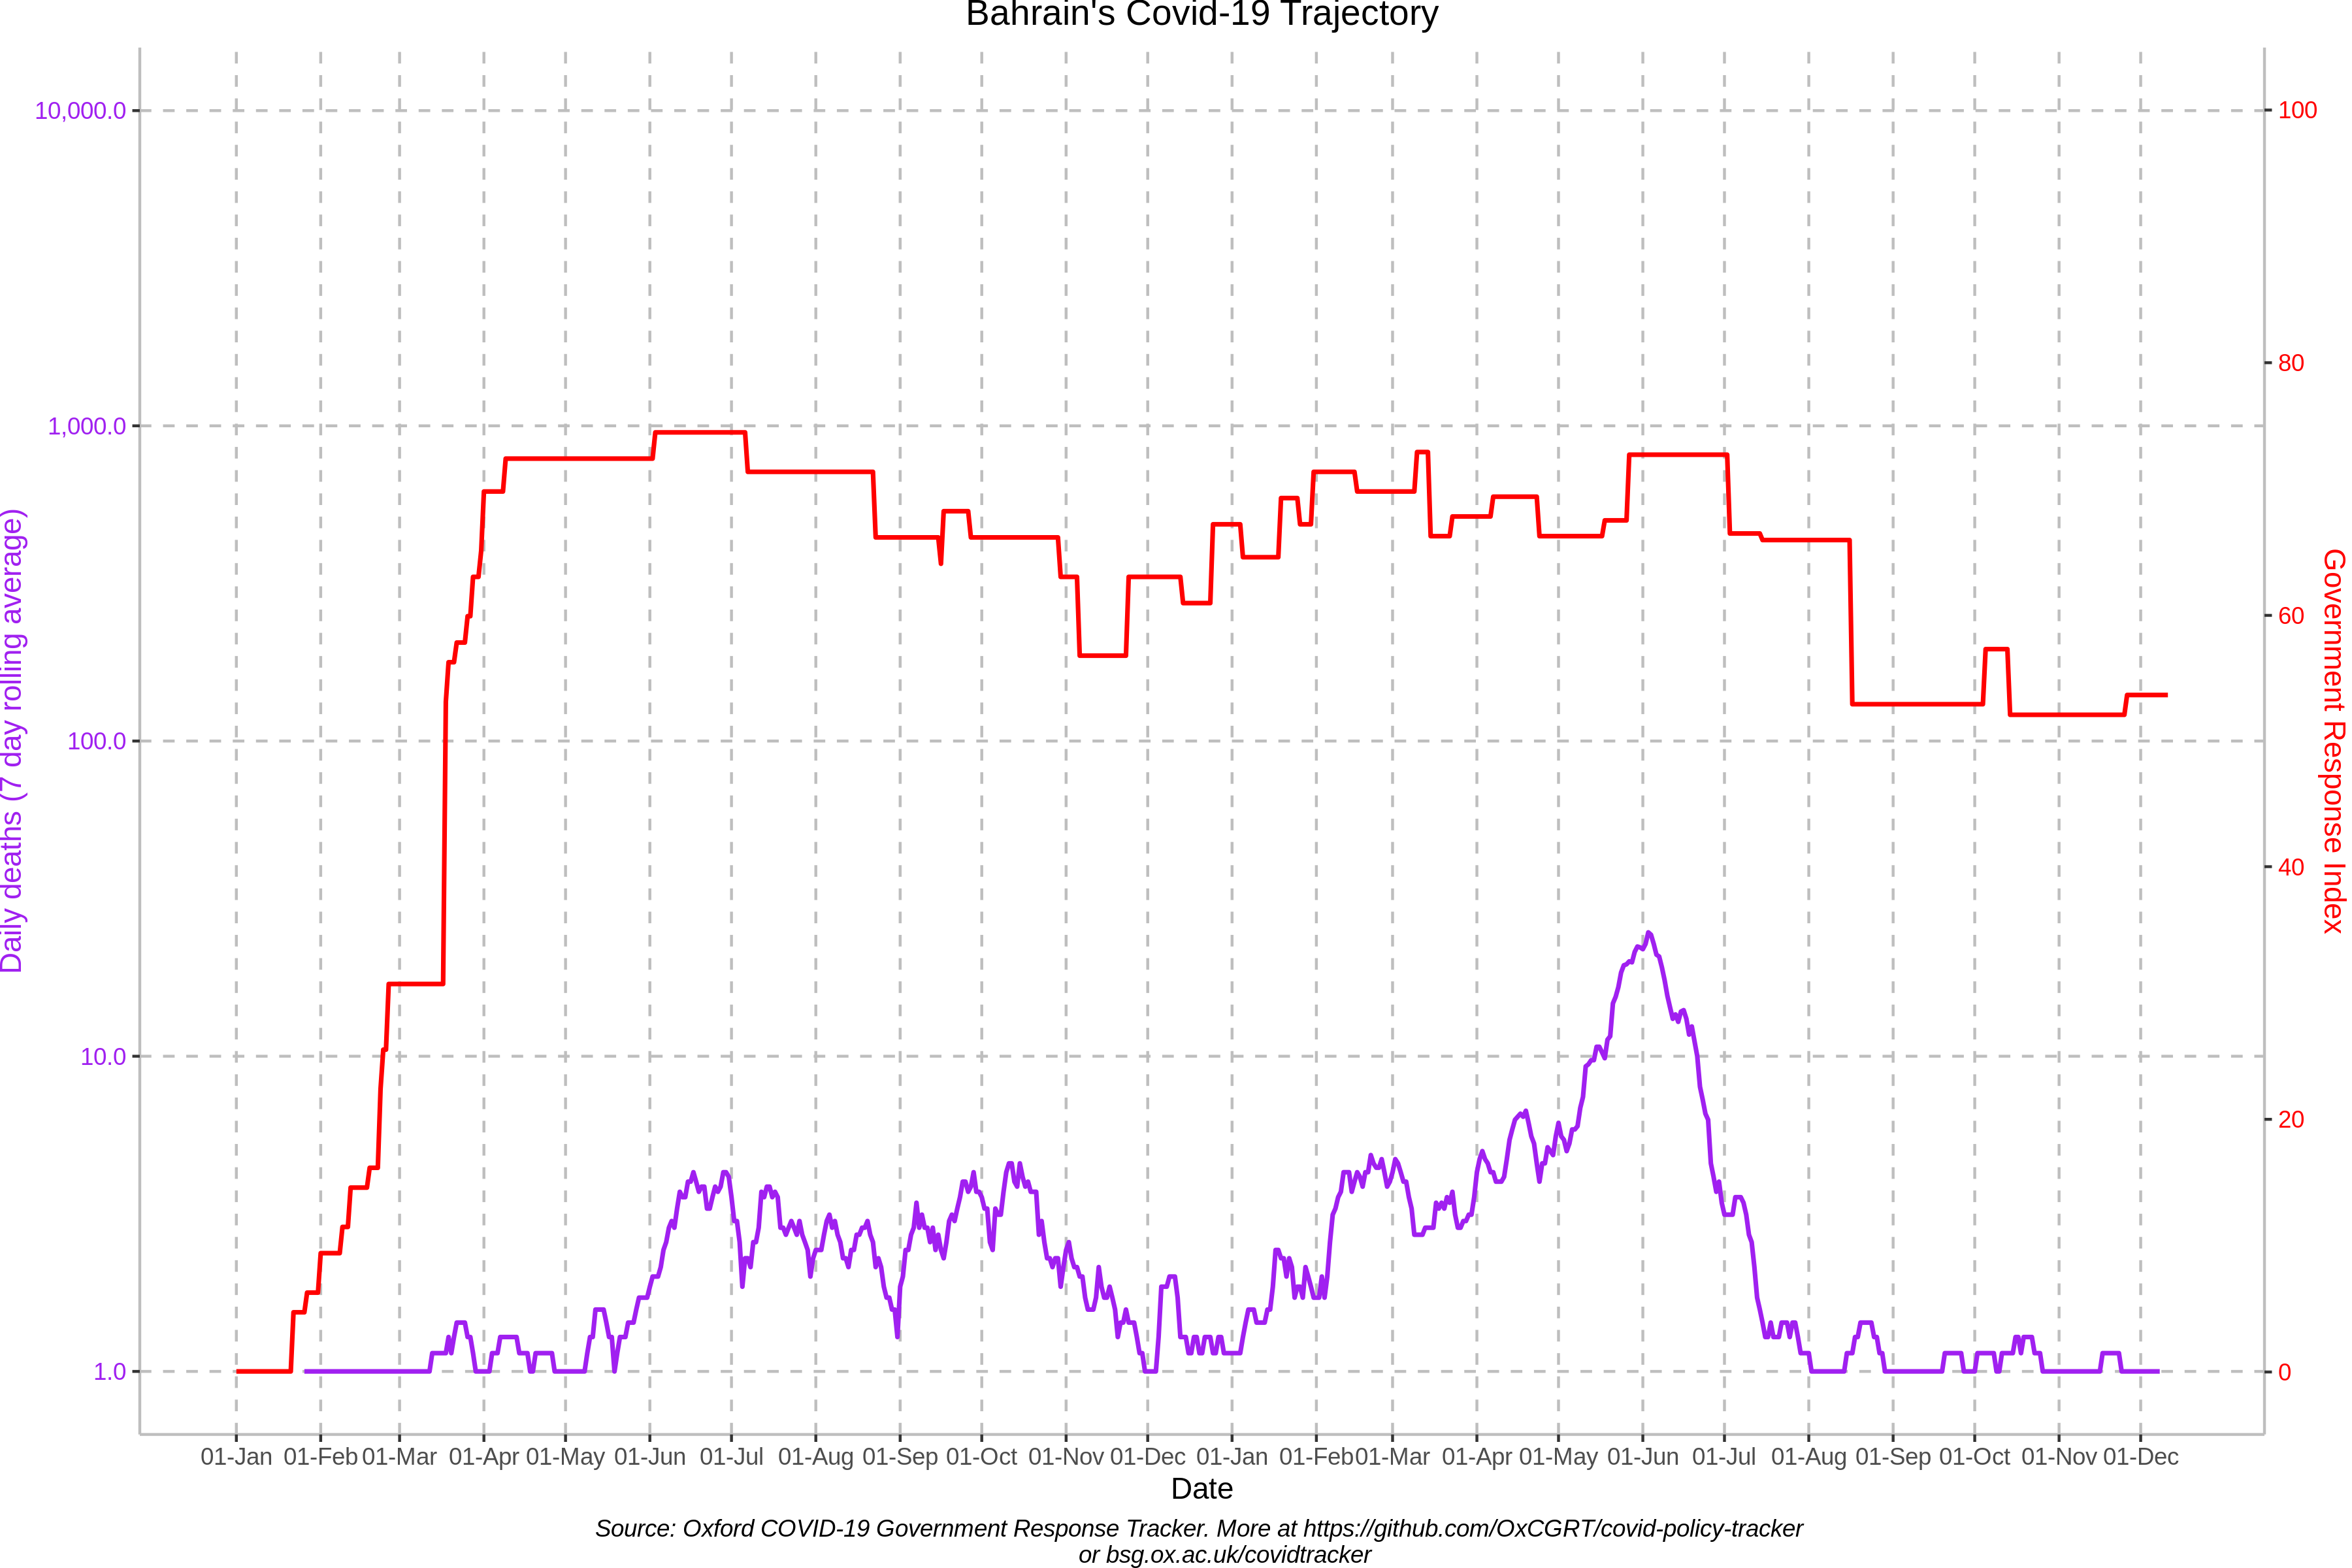 Bahrain's Covid-19 Trajectory
10,000.0
1,000.0
100.0
10.0
1.0
Daily deaths (7 day rolling average)
100
80
60
40
20
0
Government Response Index
01-Jan 01-Feb 01-Mar 01-Apr 01-May 01-Jun 01-Jul 01-Aug 01-Sep 01-Oct 01-Nov 01-Dec 01-Jan 01-Feb 01-Mar 01-Apr 01-May 01-Jun 01-Jul 01-Aug 01-Sep 01-Oct 01-Nov 01-Dec
Date
Source: Oxford COVID-19 Government Response Tracker. More at https://github.com/OxCGRT/covid-policy-tracker
or bsg.ox.ac.uk/covidtracker